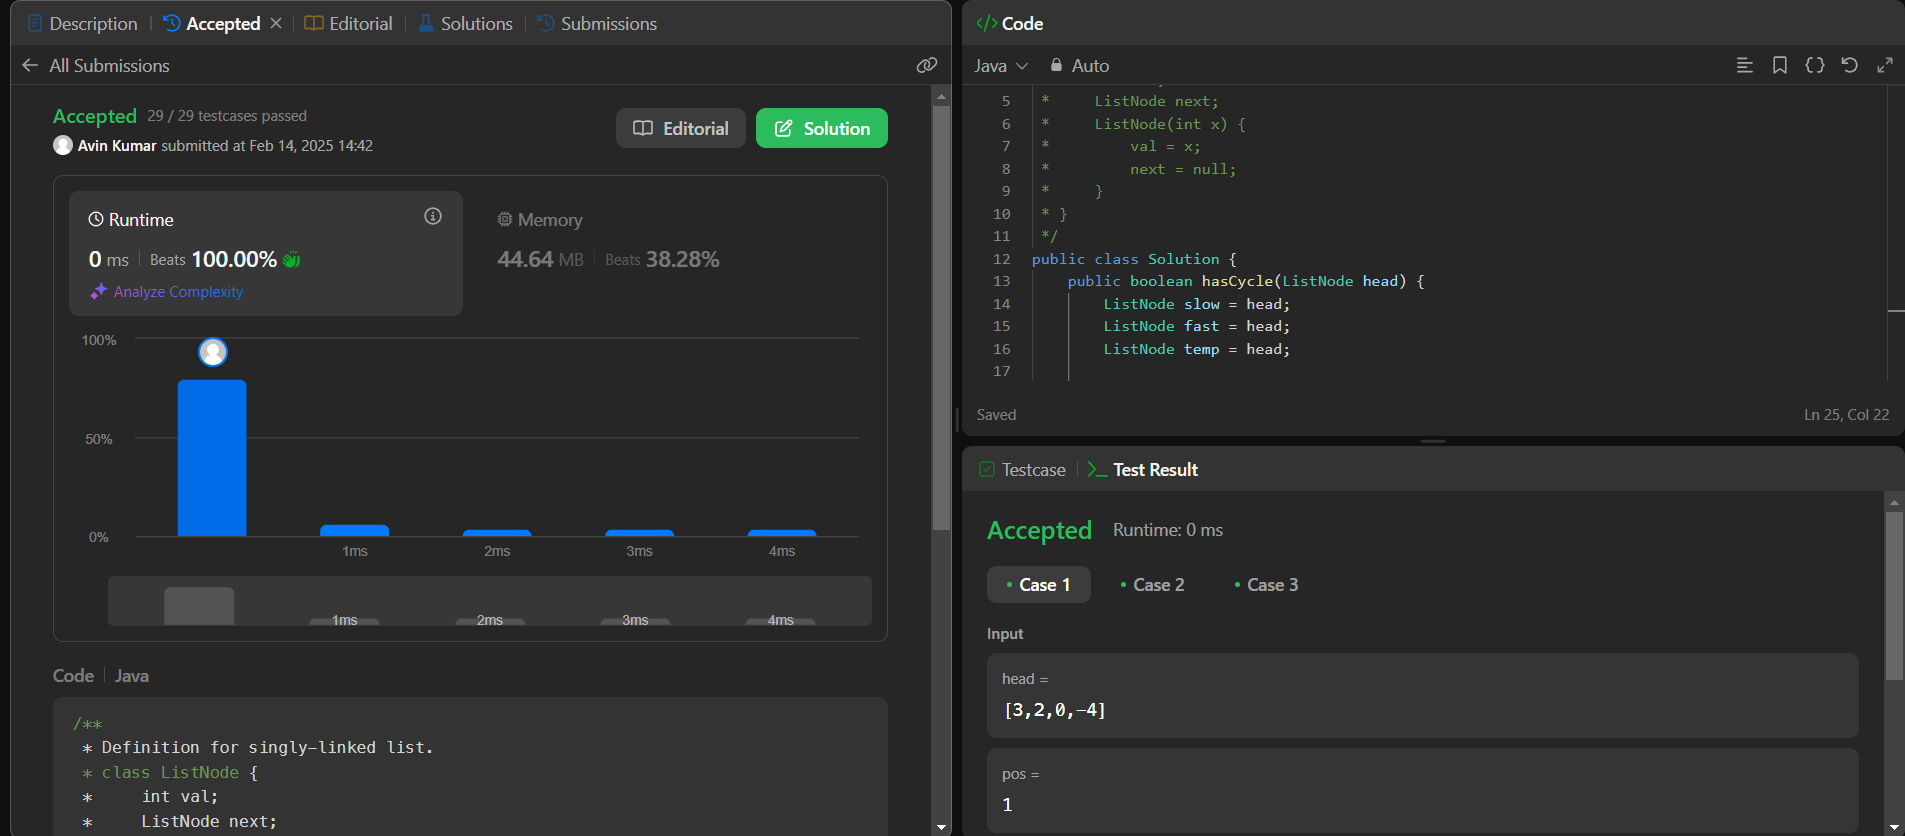 Description | Accepted | Editorial | Solutions | Submissions
All Submissions
Accepted 29 / 29 testcases passed
Avin Kumar submitted at Feb 14, 2025 14:42
Editorial
Solution
Runtime
0 ms | Beats 100.00%
Analyze Complexity
Memory
44.64 MB | Beats 38.28%
100%
50%
0%
1ms 2ms 3ms 4ms
1ms 2ms 3ms 4ms
Code | Java
/**
* Definition for singly-linked list.
* class ListNode {
*     int val;
*     ListNode next;
</> Code
Java Auto
5 *     ListNode next;
6 *     ListNode(int x) {
7 *         val = x;
8 *         next = null;
9 *     }
10 * }
11 */
12 public class Solution {
13     public boolean hasCycle(ListNode head) {
14         ListNode slow = head;
15         ListNode fast = head;
16         ListNode temp = head;
17
Saved
Ln 25, Col 22
Testcase | >_ Test Result
Accepted Runtime: 0 ms
• Case 1 • Case 2 • Case 3
Input
head =
[3,2,0,-4]
pos =
1